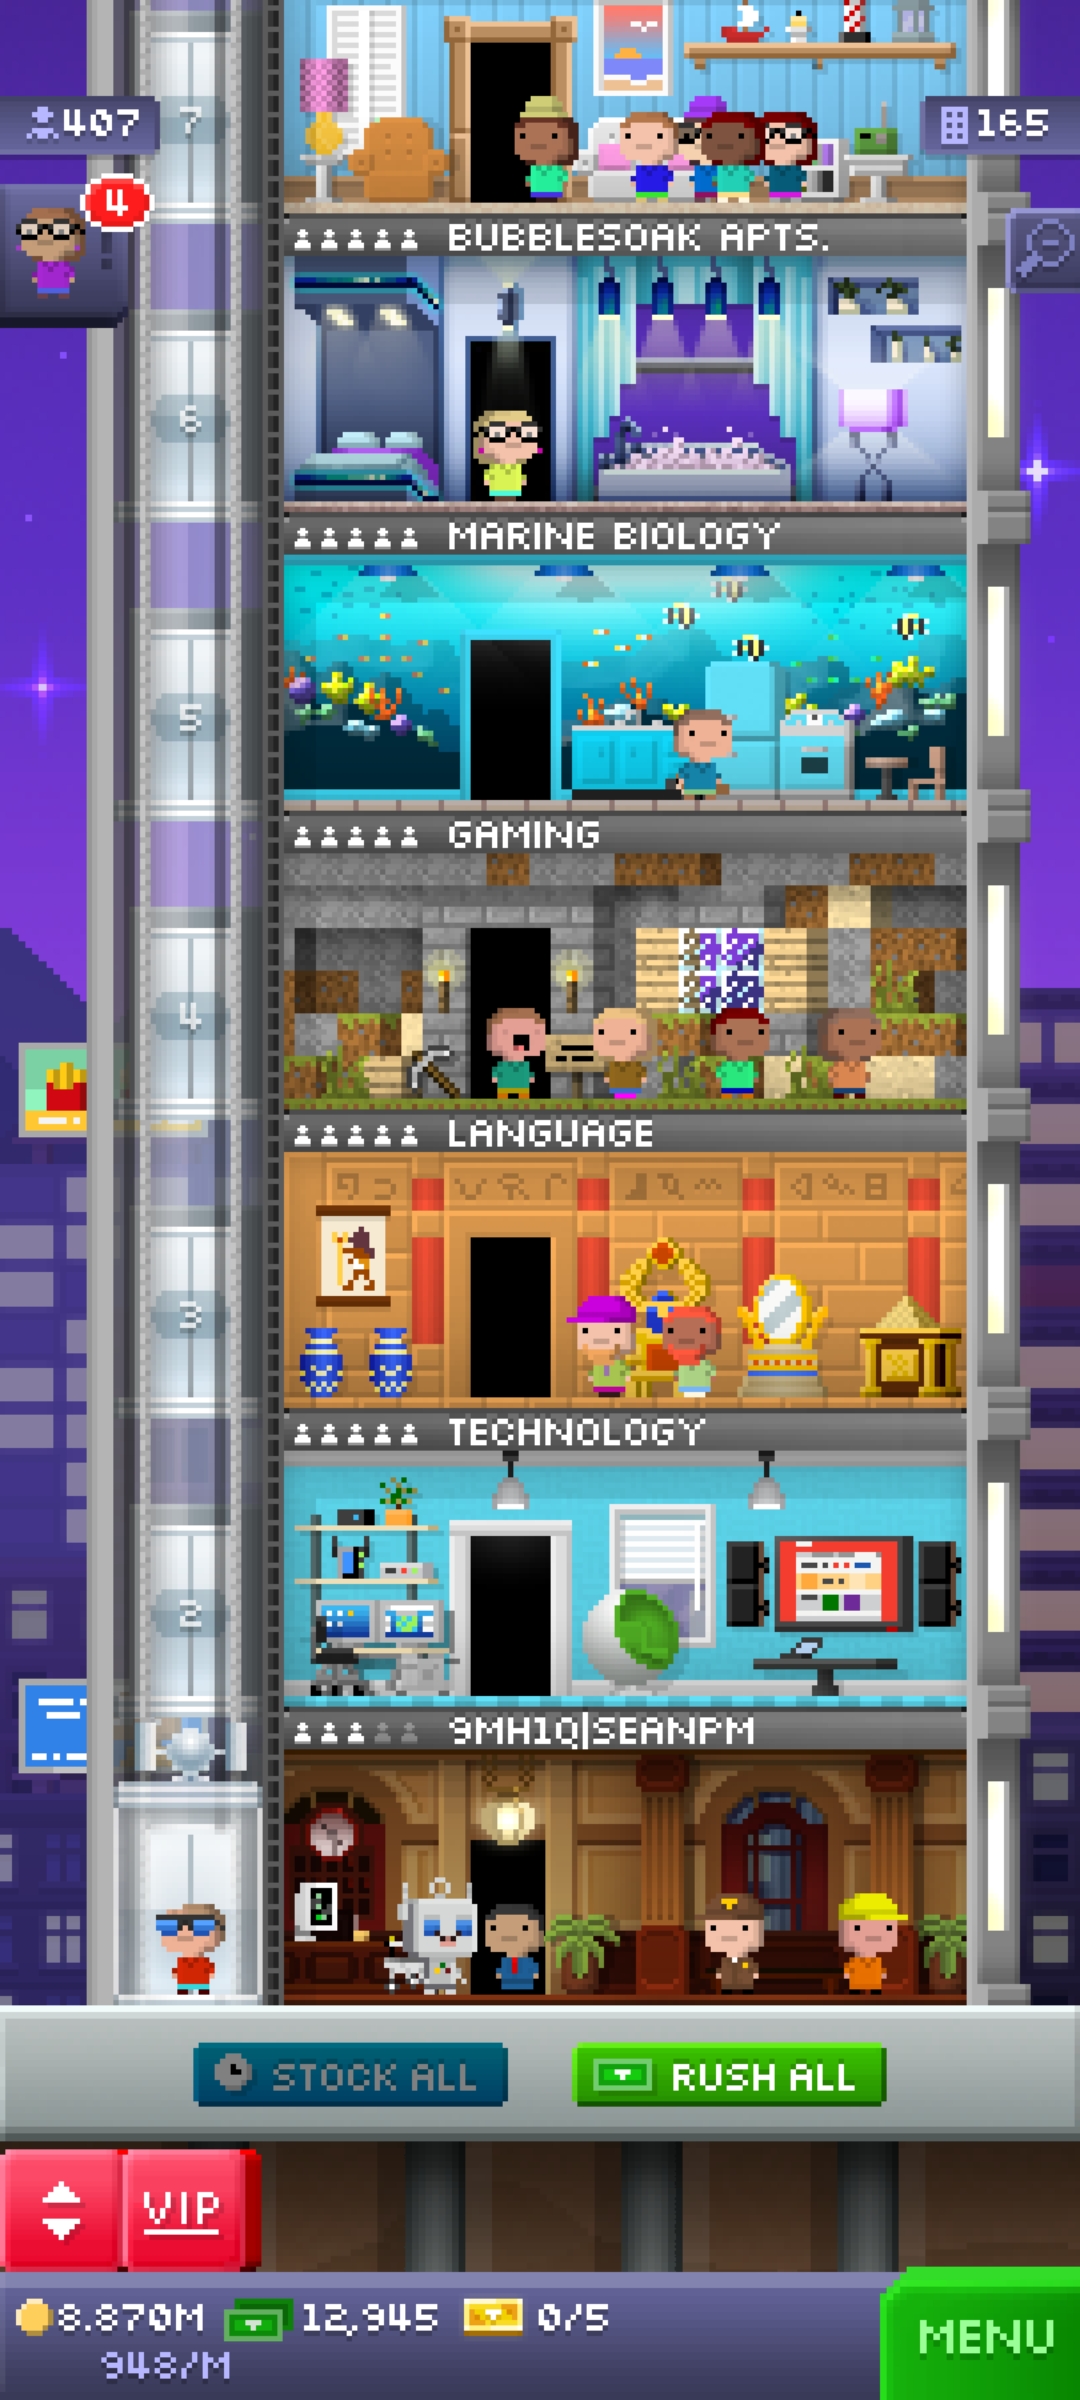 7
407
165
4
BUBBLESOAK APTS.
6
MARINE BIOLOGY
5
GAMING
4
LANGUAGE
3
TECHNOLOGY
2
9MH1Q|SEANPM
STOCK ALL
RUSH ALL
VIP
8.870M 12,945 0/5
948/M
MENU